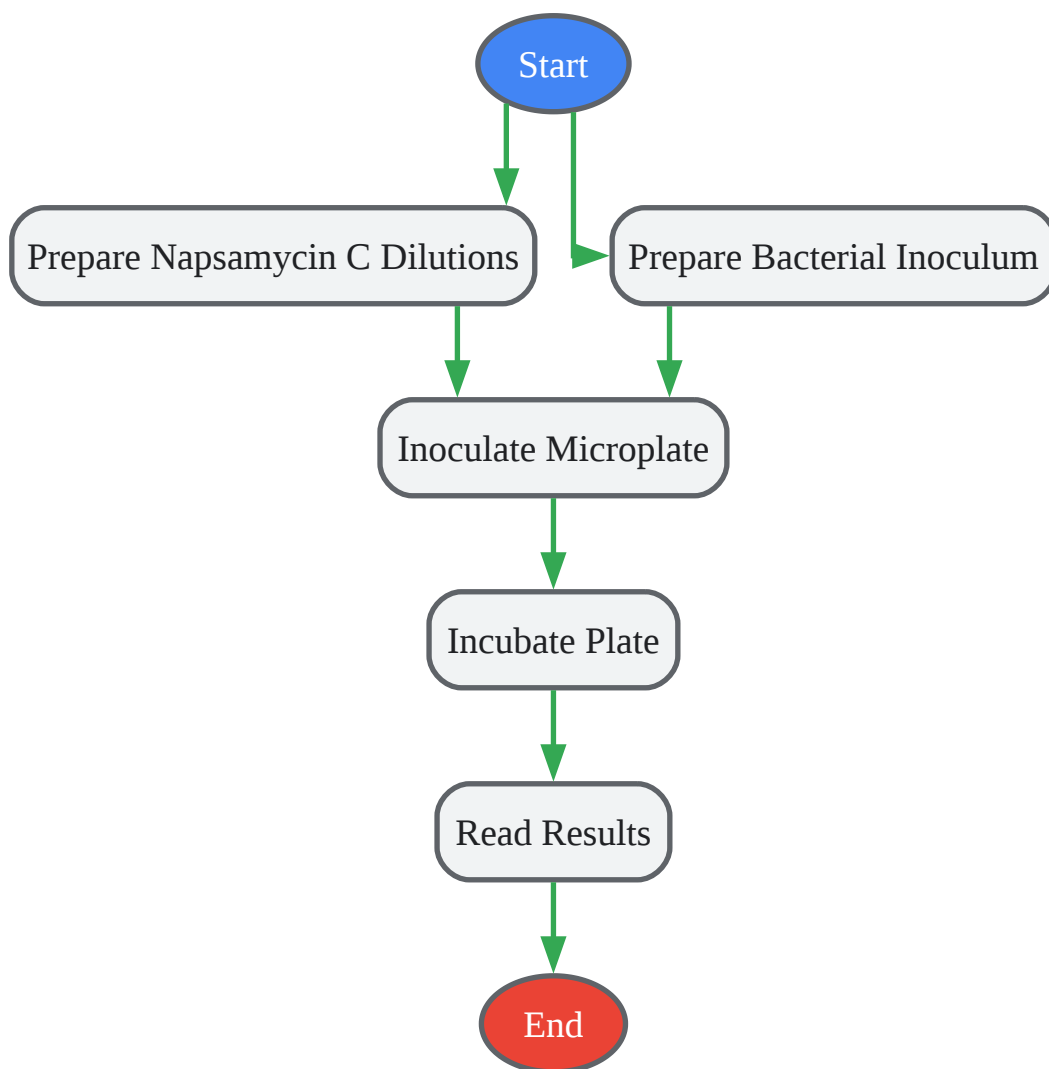 Start
Prepare Napsamycin C Dilutions
Prepare Bacterial Inoculum
Inoculate Microplate
Incubate Plate
Read Results
End